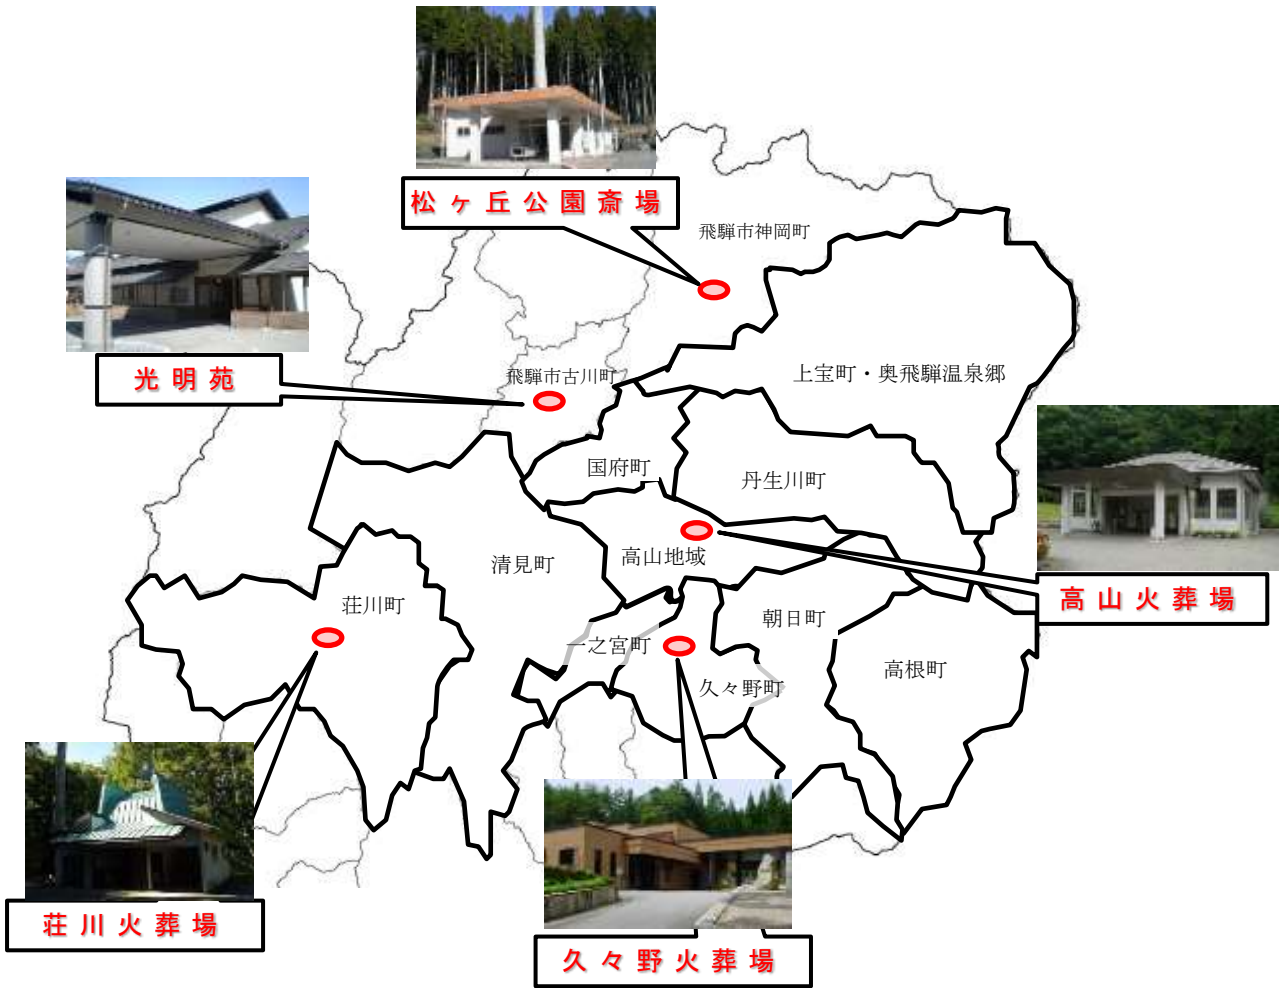 松ヶ丘公園斎場
飛騨市神岡町
光明苑
飛騨市古川町
上宝町・奥飛騨温泉郷
国府町
丹生川町
清見町
高山地域
高山火葬場
荘川町
朝日町
一之宮町
高根町
久々野町
荘川火葬場
久々野火葬場